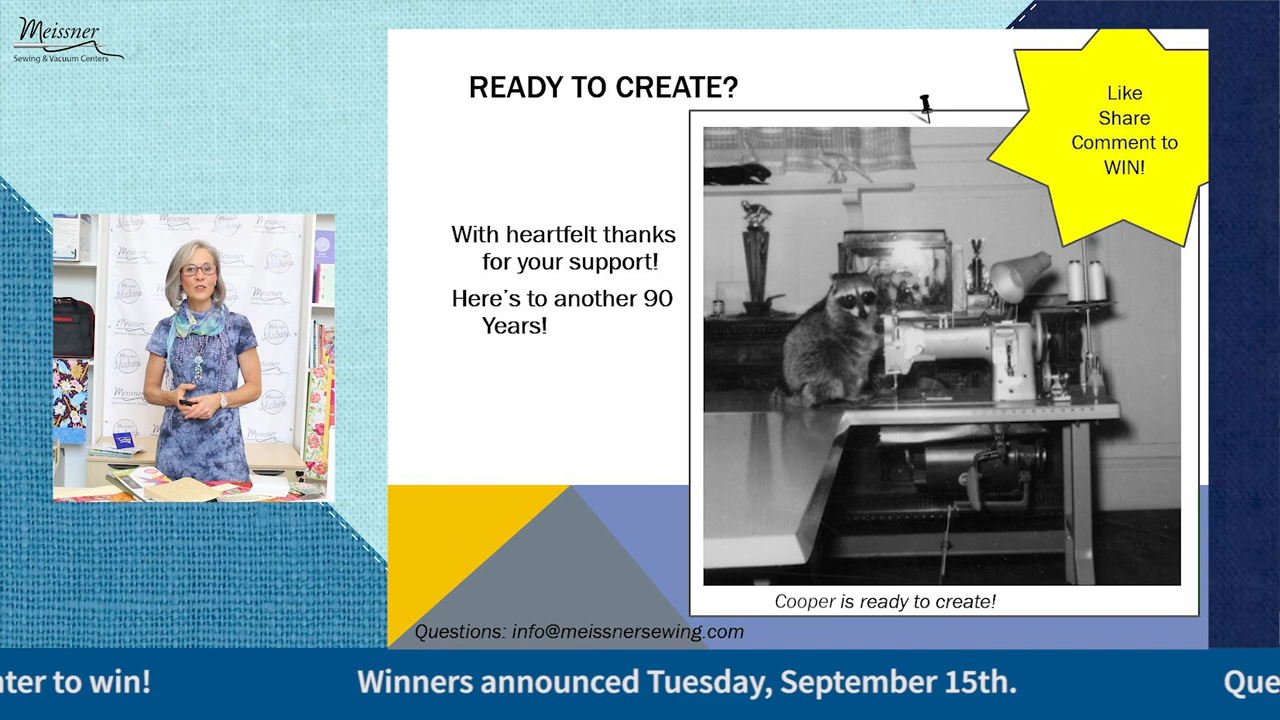 Meissner
Sewing & Vacuum Centers
READY TO CREATE?
Like
Share
Comment to
WIN!
With heartfelt thanks
for your support!
Here's to another 90
Years!
Cooper is ready to create!
Questions: info@meissnersewing.com
nter to win!
Winners announced Tuesday, September 15th.
Que